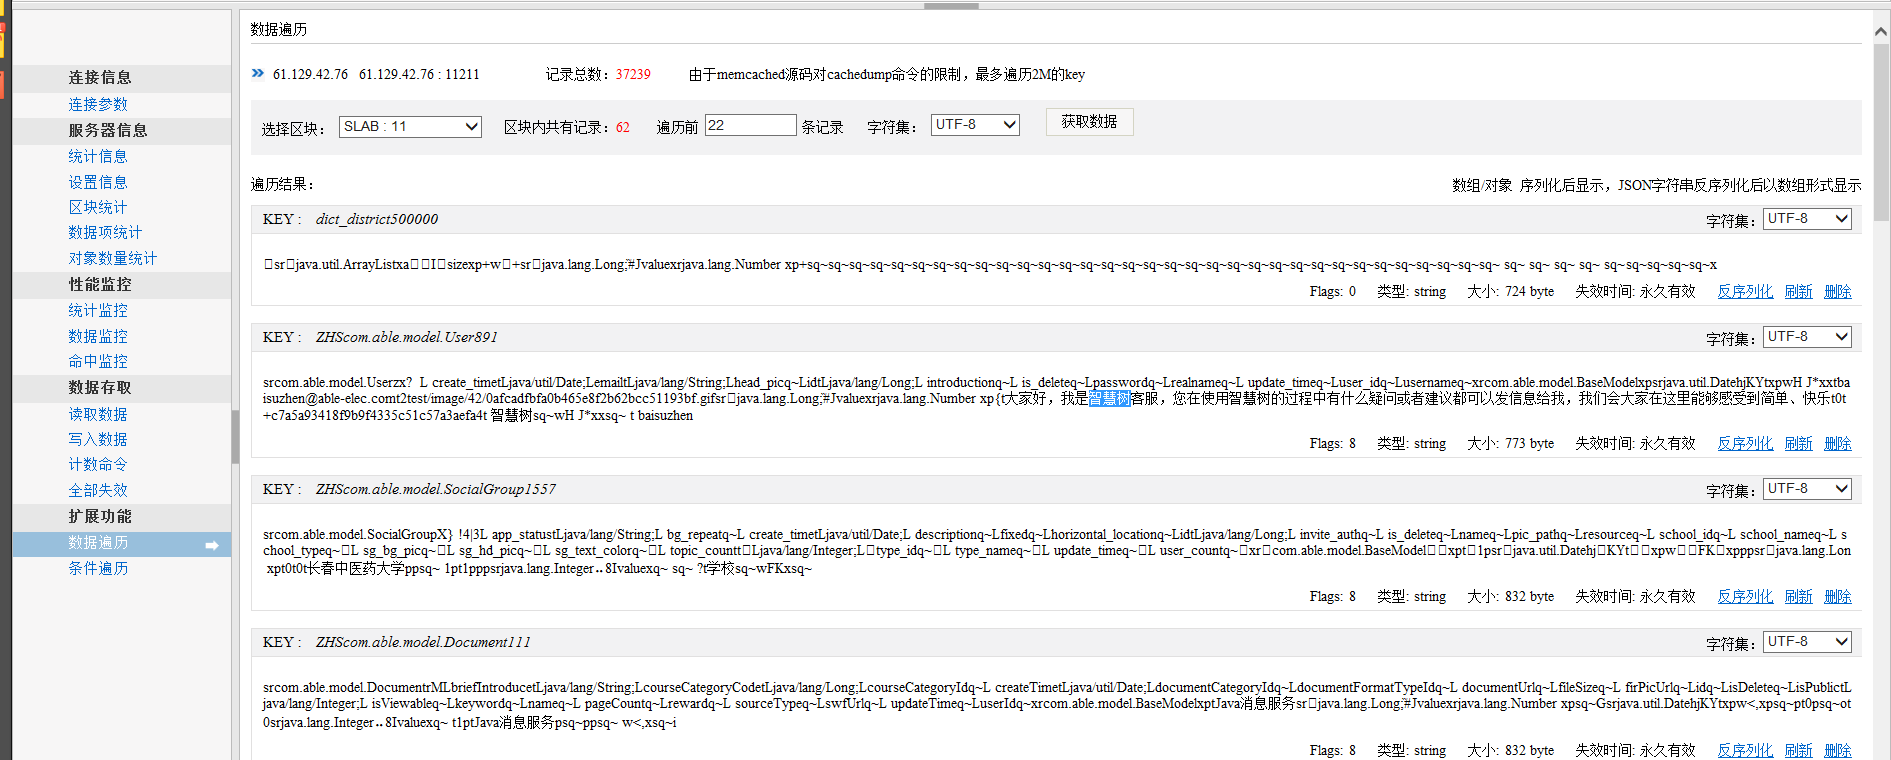 数据遍历
61.129.42.76 61.129.42.76 : 11211 记录总数：37239 由于memcached源码对cachedump命令的限制，最多遍历2M的key
连接信息
连接参数
服务器信息
统计信息
设置信息
区块统计
数据项统计
对象数量统计
性能监控
统计监控
数据监控
命中监控
数据存取
读取数据
写入数据
计数命令
全部失效
扩展功能
数据遍历
条件遍历
选择区块： SLAB : 11 区块内共有记录：62 遍历前 22 条记录 字符集： UTF-8 获取数据
遍历结果： 数组/对象 序列化后显示，JSON字符串反序列化后以数组形式显示
KEY : dict_district500000 字符集： UTF-8
sr java.util.ArrayListxa I sizexp+w +sr java.lang.Long;#Jvaluexrjava.lang.Number xp+sq~sq~sq~sq~sq~sq~sq~sq~sq~sq~sq~sq~sq~sq~sq~sq~sq~sq~sq~sq~sq~sq~sq~sq~sq~sq~sq~sq~sq~sq~sq~sq~sq~ sq~ sq~ sq~ sq~ sq~sq~sq~sq~sq~x
Flags: 0 类型: string 大小: 724 byte 失效时间: 永久有效 反序列化 刷新 删除
KEY : ZHScom.able.model.User891 字符集： UTF-8
srcom.able.model.Userzx? L create_timetLjava/util/Date;LemailtLjava/lang/String;Lhead_picq~LidtLjava/lang/Long;L introductionq~L is_deleteq~Lpasswordq~Lrealnameq~L update_timeq~Luser_idq~Lusernameq~xrcom.able.model.BaseModelxpsrjava.util.DatehjKYtxpwH J*xxtba
isuzhen@able-elec.comt2test/image/42/0afcadfbfa0b465e8f2b62bcc51193bf.gifsr java.lang.Long;#Jvaluexrjava.lang.Number xp{t大家好，我是智慧树客服，您在使用智慧树的过程中有什么疑问或者建议都可以发信息给我，我们会大家在这里能够感受到简单、快乐t0t
+c7a5a93418f9b9f4335c51c57a3aefa4t 智慧树sq~wH J*xxsq~ t baisuzhen
Flags: 8 类型: string 大小: 773 byte 失效时间: 永久有效 反序列化 刷新 删除
KEY : ZHScom.able.model.SocialGroup1557 字符集： UTF-8
srcom.able.model.SocialGroupX} !4|3L app_statustLjava/lang/String;L bg_repeatq~L create_timetLjava/util/Date;L descriptionq~Lfixedq~Lhorizontal_locationq~LidtLjava/lang/Long;L invite_authq~L is_deleteq~Lnameq~Lpic_pathq~Lresourceq~L school_idq~L school_nameq~L s
chool_typeq~ L sg_bg_picq~ L sg_hd_picq~ L sg_text_colorq~ L topic_countt Ljava/lang/Integer;L type_idq~ L type_nameq~ L update_timeq~ L user_countq~ xr com.able.model.BaseModel xpt 1psr java.util.Datehj KYt xpw FK xpppsr java.lang.Lon
xpt0t0t长春中医药大学ppsq~ 1pt1pppsrjava.lang.Integer‥8Ivaluexq~ sq~ ?t学校sq~wFKxsq~
Flags: 8 类型: string 大小: 832 byte 失效时间: 永久有效 反序列化 刷新 删除
KEY : ZHScom.able.model.Document111 字符集： UTF-8
srcom.able.model.DocumentrMLbriefIntroducetLjava/lang/String;LcourseCategoryCodetLjava/lang/Long;LcourseCategoryIdq~L createTimetLjava/util/Date;LdocumentCategoryIdq~LdocumentFormatTypeIdq~L documentUrlq~LfileSizeq~L firPicUrlq~Lidq~LisDeleteq~LisPublictL
java/lang/Integer;L isViewableq~Lkeywordq~Lnameq~L pageCountq~Lrewardq~L sourceTypeq~LswfUrlq~L updateTimeq~LuserIdq~xrcom.able.model.BaseModelxptJava消息服务sr java.lang.Long;#Jvaluexrjava.lang.Number xpsq~Gsrjava.util.DatehjKYtxpw<,xpsq~pt0psq~ot
0srjava.lang.Integer‥8Ivaluexq~ t1ptJava消息服务psq~ppsq~ w<,xsq~i
Flags: 8 类型: string 大小: 832 byte 失效时间: 永久有效 反序列化 刷新 删除